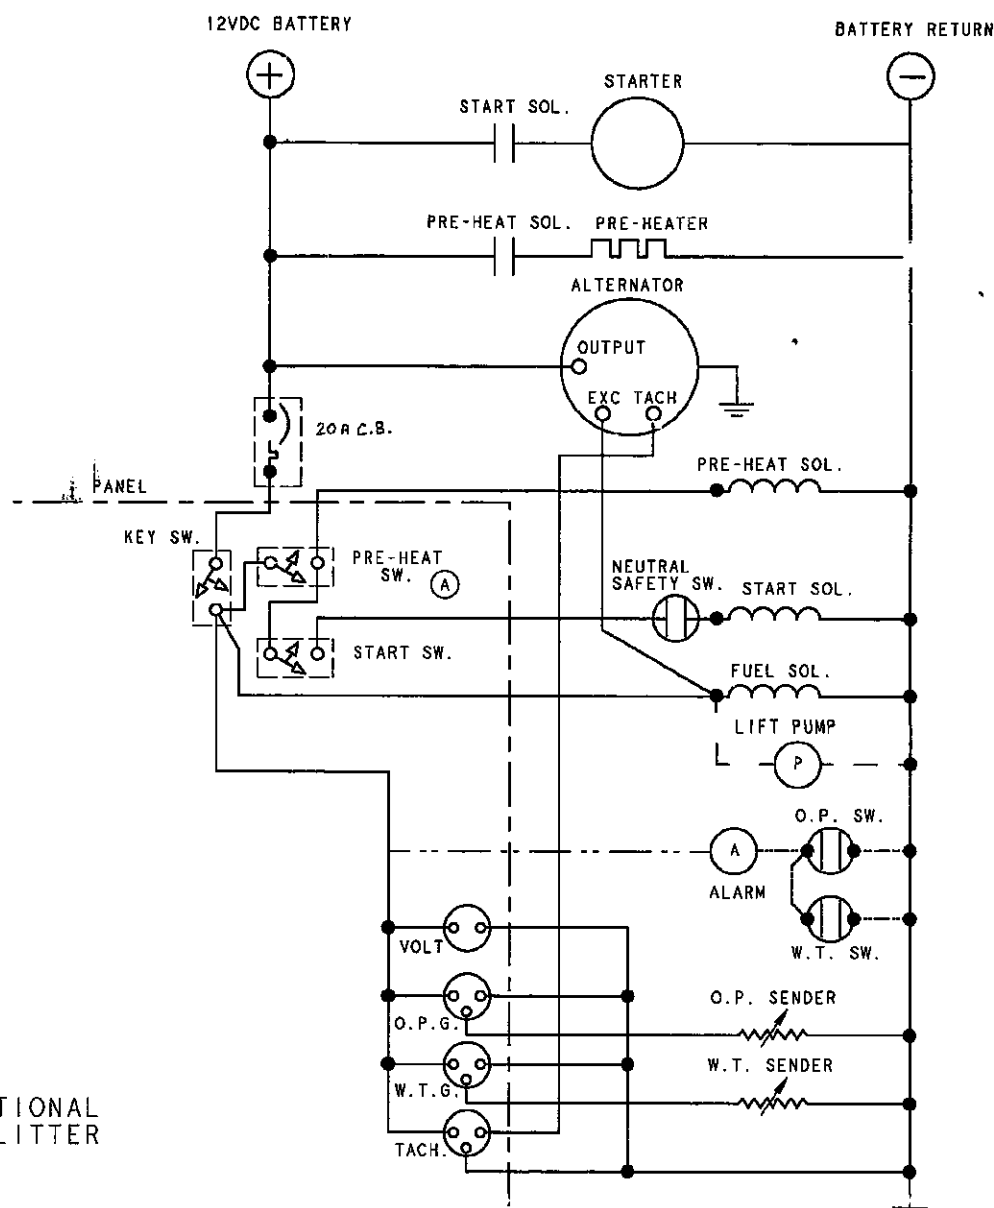 12VDC BATTERY
BATTERY RETURN
+
−
STARTER
START SOL.
PRE-HEAT SOL. PRE-HEATER
ALTERNATOR
OUTPUT
EXC TACH
20A C.B.
PRE-HEAT SOL.
PANEL
KEY SW.
PRE-HEAT
SW. A
NEUTRAL
SAFETY SW.
START SOL.
START SW.
FUEL SOL.
LIFT PUMP
P
O.P. SW.
A
ALARM
VOLT
W.T. SW.
O.P. SENDER
O.P.G.
W.T. SENDER
W.T.G.
TIONAL
LITTER
TACH.